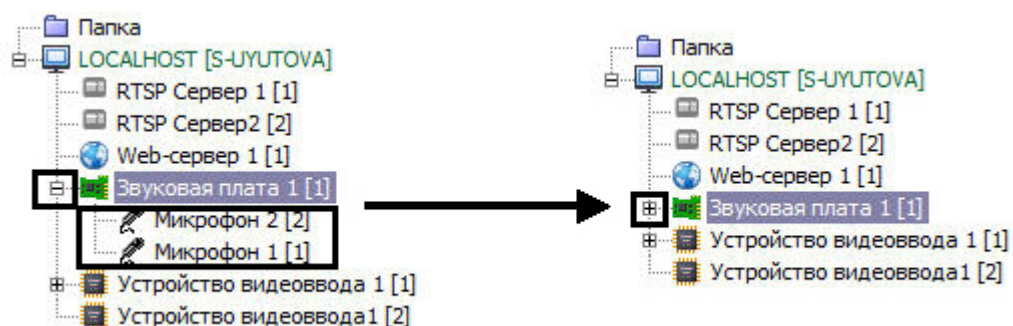 Папка
LOCALHOST [S-UYUTOVA]
RTSP Сервер 1 [1]
RTSP Сервер2 [2]
Web-сервер 1 [1]
Звуковая плата 1 [1]
Микрофон 2 [2]
Микрофон 1 [1]
Устройство видеоввода 1 [1]
Устройство видеоввода1 [2]
Папка
LOCALHOST [S-UYUTOVA]
RTSP Сервер 1 [1]
RTSP Сервер2 [2]
Web-сервер 1 [1]
Звуковая плата 1 [1]
Устройство видеоввода 1 [1]
Устройство видеоввода1 [2]